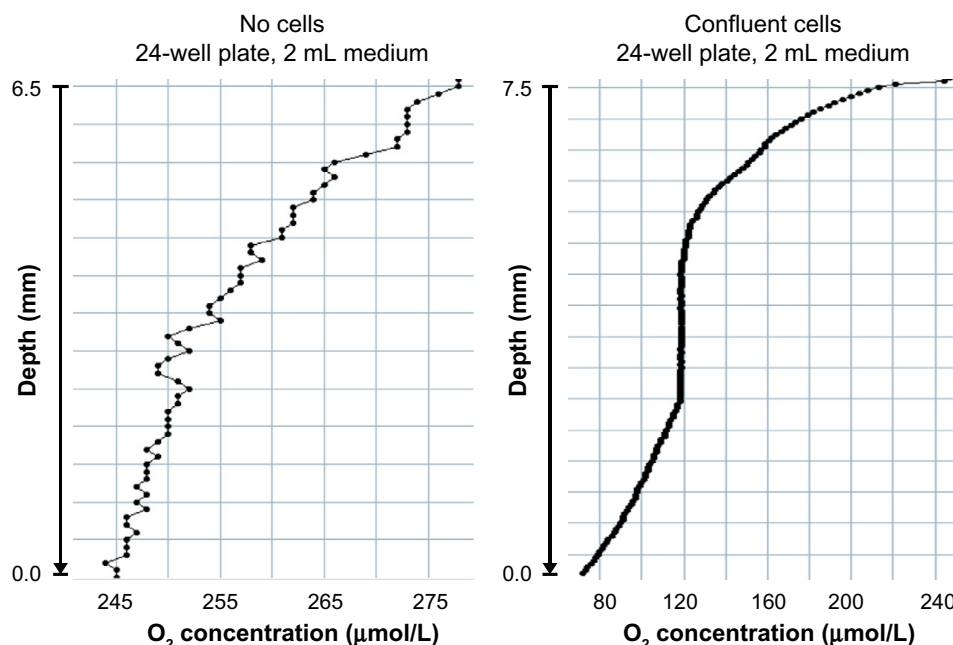 No cells
24-well plate, 2 mL medium
6.5
Depth (mm)
0.0
245 255 265 275
O₂ concentration (μmol/L)
Confluent cells
24-well plate, 2 mL medium
7.5
Depth (mm)
0.0
80 120 160 200 240
O₂ concentration (μmol/L)